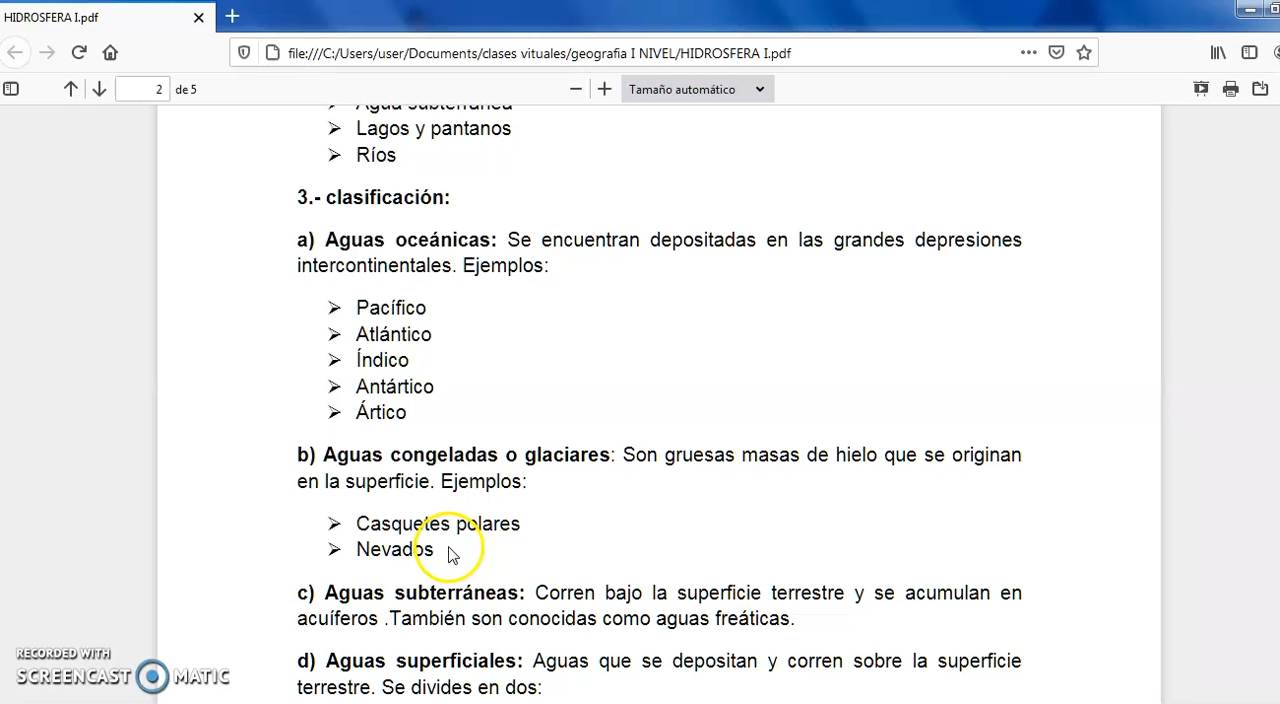 HIDROSFERA I.pdf
file:///C:/Users/user/Documents/clases vituales/geografia I NIVEL/HIDROSFERA I.pdf
2 de 5
Tamaño automático
Agua subterránea
Lagos y pantanos
Ríos
3.- clasificación:
a) Aguas oceánicas: Se encuentran depositadas en las grandes depresiones
intercontinentales. Ejemplos:
Pacífico
Atlántico
Índico
Antártico
Ártico
b) Aguas congeladas o glaciares: Son gruesas masas de hielo que se originan
en la superficie. Ejemplos:
Casquetes polares
Nevados
c) Aguas subterráneas: Corren bajo la superficie terrestre y se acumulan en
acuíferos .También son conocidas como aguas freáticas.
d) Aguas superficiales: Aguas que se depositan y corren sobre la superficie
terrestre. Se divides en dos:
RECORDED WITH
SCREENCAST MATIC